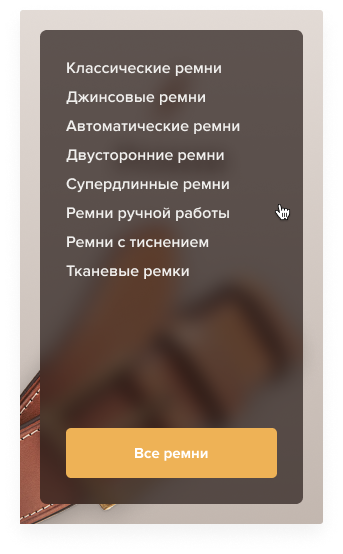 Классические ремни
Джинсовые ремни
Автоматические ремни
Двусторонние ремни
Супердлинные ремни
Ремни ручной работы
Ремни с тиснением
Тканевые ремки
Все ремни